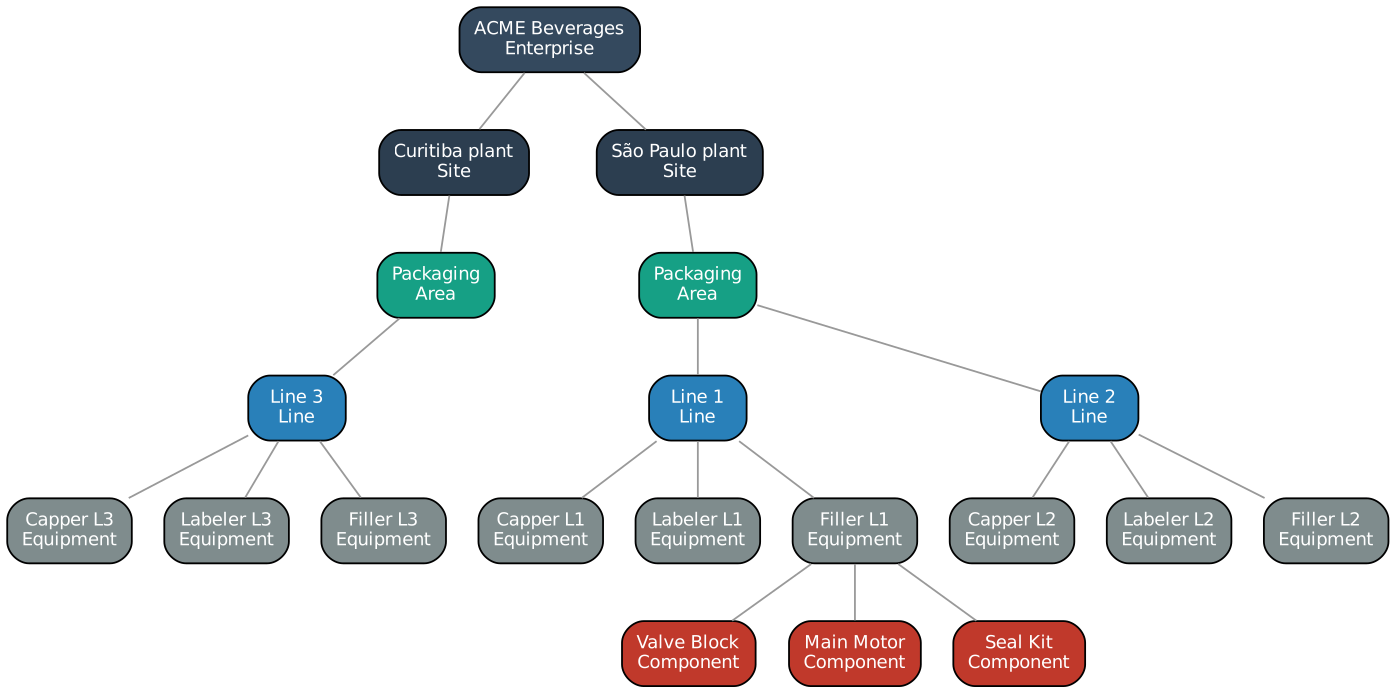 ACME Beverages
Enterprise
Curitiba plant
Site
São Paulo plant
Site
Packaging
Area
Packaging
Area
Line 3
Line
Line 1
Line
Line 2
Line
Capper L3
Equipment
Labeler L3
Equipment
Filler L3
Equipment
Capper L1
Equipment
Labeler L1
Equipment
Filler L1
Equipment
Capper L2
Equipment
Labeler L2
Equipment
Filler L2
Equipment
Valve Block
Component
Main Motor
Component
Seal Kit
Component